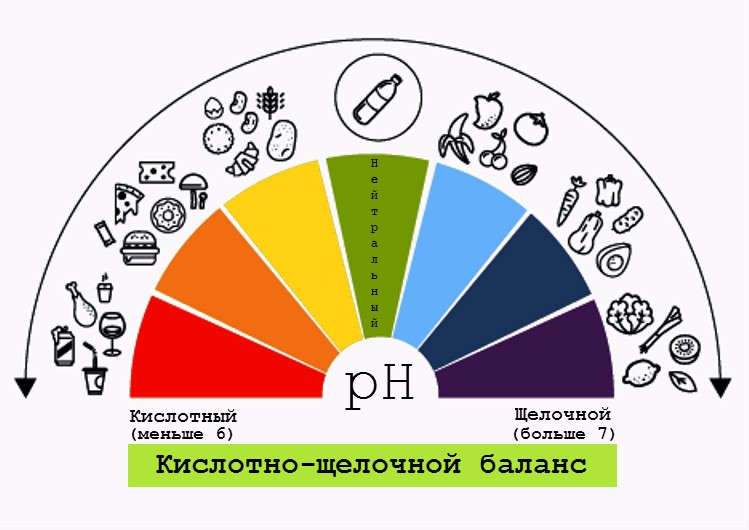 Нейтральный
pH
Кислотный
(меньше 6)
Щелочной
(больше 7)
Кислотно-щелочной баланс